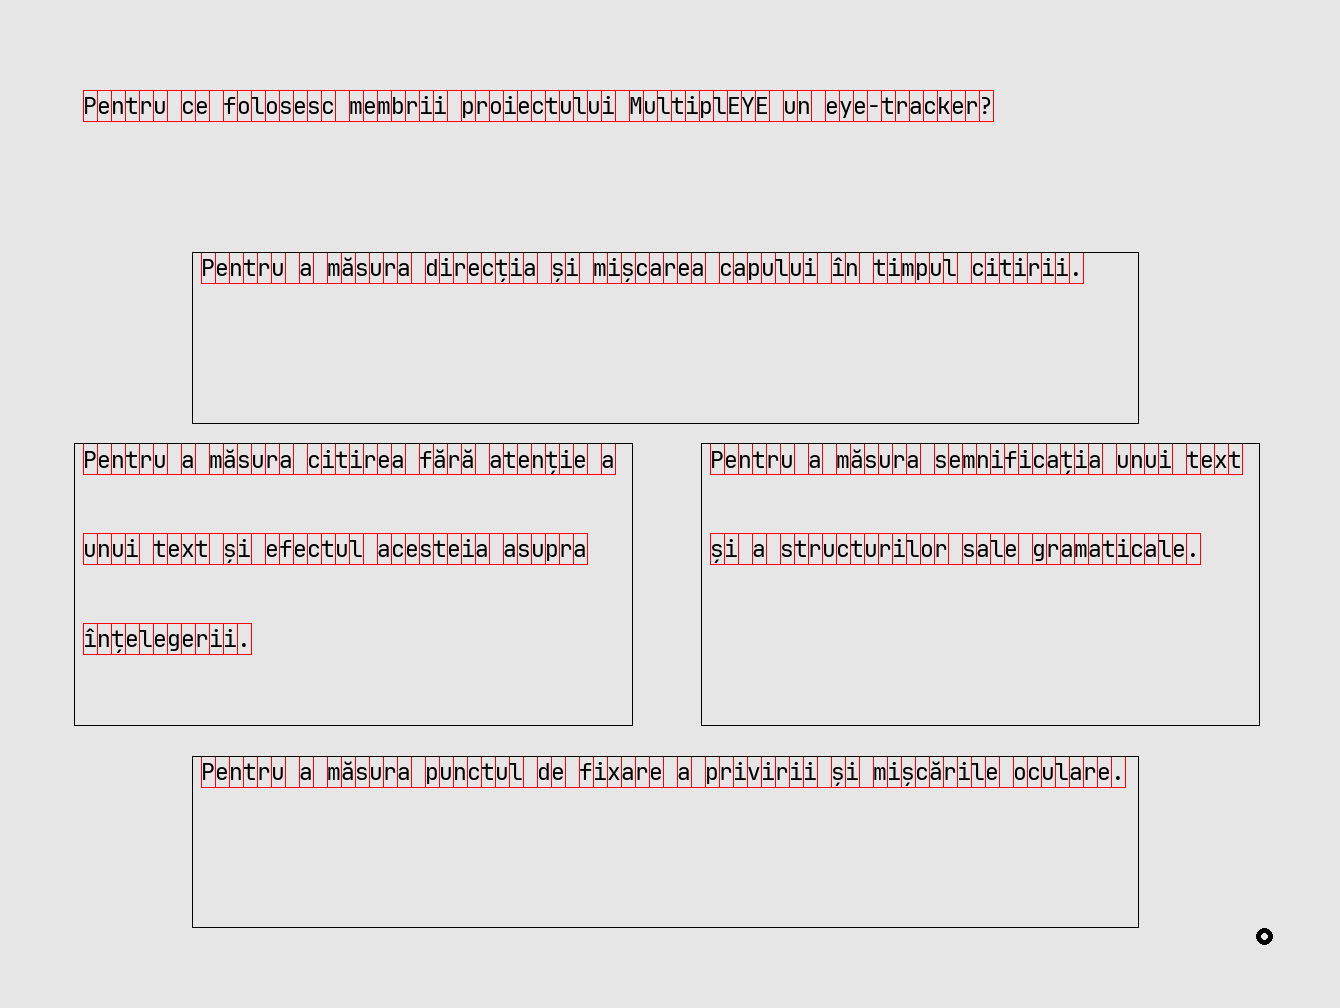 Pentru ce folosesc membrii proiectului MultiplEYE un eye-tracker?
Pentru a măsura direcția și mișcarea capului în timpul citirii.
Pentru a măsura citirea fără atenție a
unui text și efectul acesteia asupra
înțelegerii.
Pentru a măsura semnificația unui text
și a structurilor sale gramaticale.
Pentru a măsura punctul de fixare a privirii și mișcările oculare.